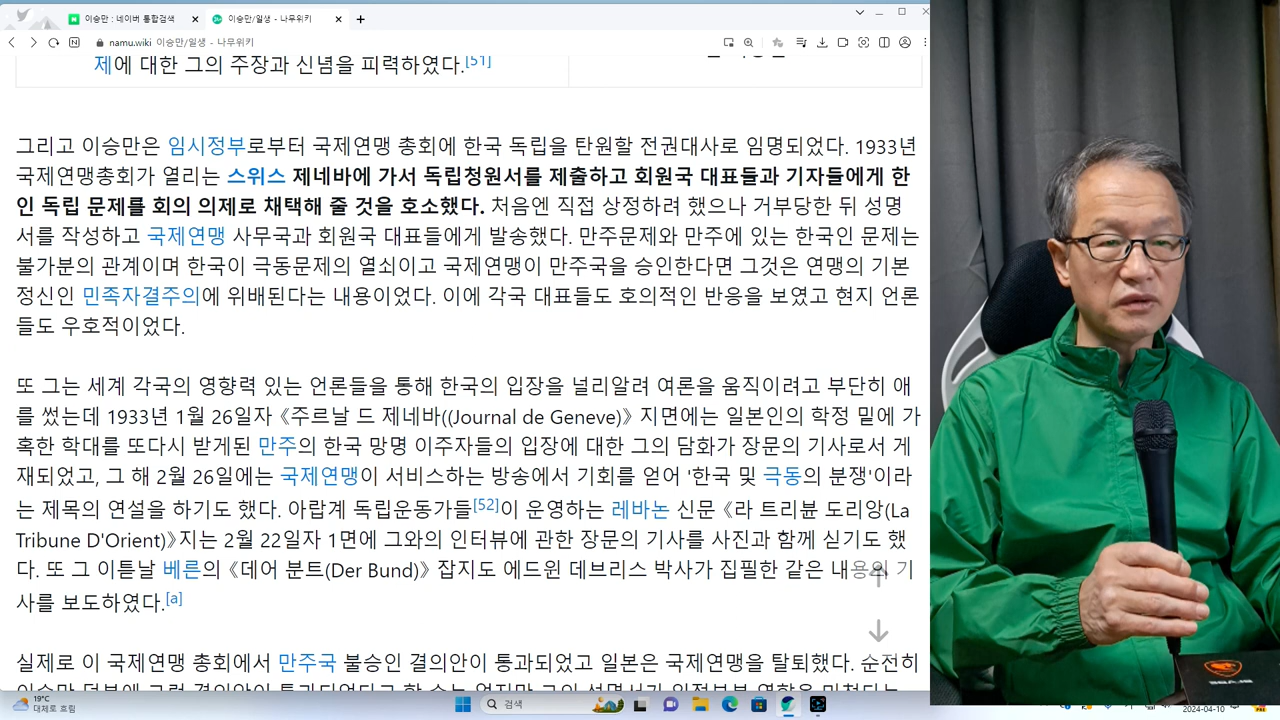 이승만 : 네이버 통합검색
이승만/일생 - 나무위키
namu.wiki 이승만/일생 - 나무위키
제에 대한 그의 주장과 신념을 피력하였다.[51]
그리고 이승만은 임시정부로부터 국제연맹 총회에 한국 독립을 탄원할 전권대사로 임명되었다. 1933년
국제연맹총회가 열리는 스위스 제네바에 가서 독립청원서를 제출하고 회원국 대표들과 기자들에게 한
인 독립 문제를 회의 의제로 채택해 줄 것을 호소했다. 처음엔 직접 상정하려 했으나 거부당한 뒤 성명
서를 작성하고 국제연맹 사무국과 회원국 대표들에게 발송했다. 만주문제와 만주에 있는 한국인 문제는
불가분의 관계이며 한국이 극동문제의 열쇠이고 국제연맹이 만주국을 승인한다면 그것은 연맹의 기본
정신인 민족자결주의에 위배된다는 내용이었다. 이에 각국 대표들도 호의적인 반응을 보였고 현지 언론
들도 우호적이었다.
또 그는 세계 각국의 영향력 있는 언론들을 통해 한국의 입장을 널리알려 여론을 움직이려고 부단히 애
를 썼는데 1933년 1월 26일자 《주르날 드 제네바((Journal de Geneve)》 지면에는 일본인의 학정 밑에 가
혹한 학대를 또다시 받게된 만주의 한국 망명 이주자들의 입장에 대한 그의 담화가 장문의 기사로서 게
재되었고, 그 해 2월 26일에는 국제연맹이 서비스하는 방송에서 기회를 얻어 '한국 및 극동의 분쟁'이라
는 제목의 연설을 하기도 했다. 아랍계 독립운동가들[52]이 운영하는 레바논 신문 《라 트리뷴 도리앙(La
Tribune D'Orient)》지는 2월 22일자 1면에 그와의 인터뷰에 관한 장문의 기사를 사진과 함께 싣기도 했
다. 또 그 이튿날 베른의 《데어 분트(Der Bund)》 잡지도 에드윈 데브리스 박사가 집필한 같은 내용의 기
사를 보도하였다.[a]
실제로 이 국제연맹 총회에서 만주국 불승인 결의안이 통과되었고 일본은 국제연맹을 탈퇴했다. 순전히
19°C
대체로 흐림
검색
2024-04-10